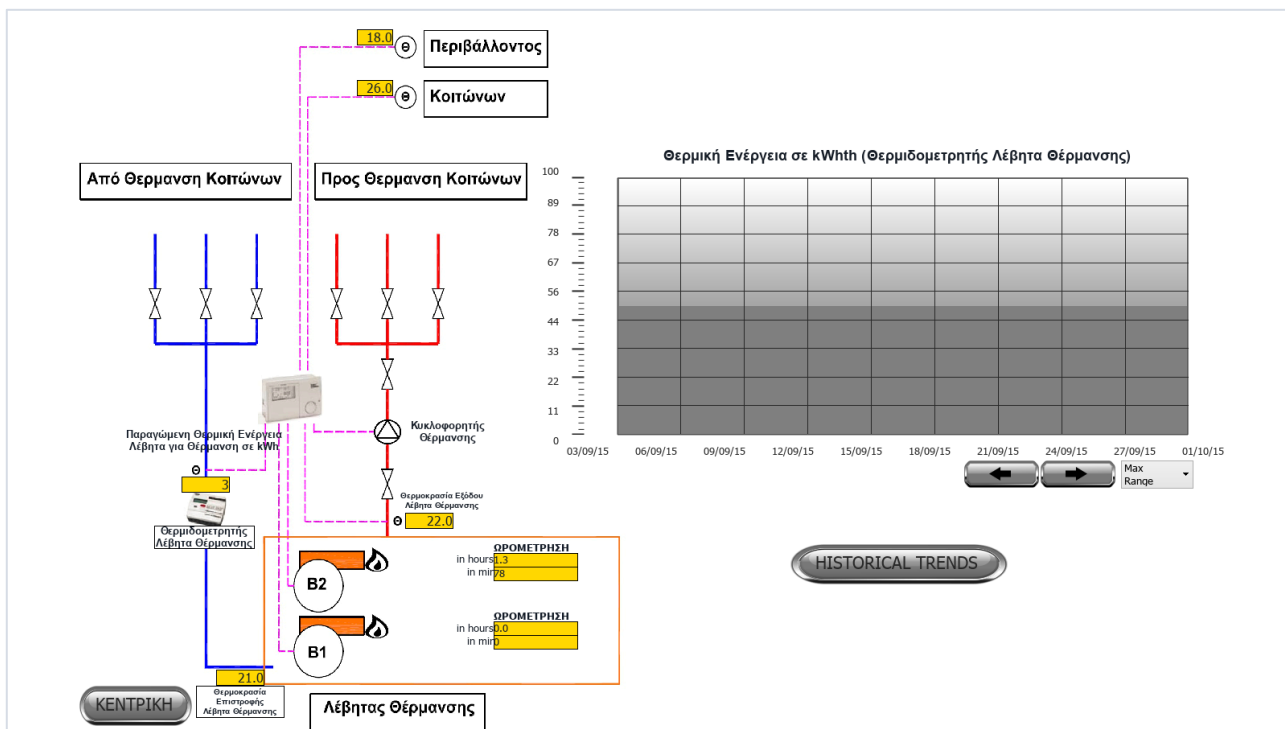 18.0
Θ
Περιβάλλοντος
26.0
Θ
Κοιτώνων
Από Θερμανση Κοιτώνων
Προς Θερμανση Κοιτώνων
Θερμική Ενέργεια σε kWhth (Θερμιδομετρητής Λέβητα Θέρμανσης)
100
89
78
67
56
44
33
22
11
0
03/09/15
06/09/15
09/09/15
12/09/15
15/09/15
18/09/15
21/09/15
24/09/15
27/09/15
01/10/15
Max
Range
HISTORICAL TRENDS
Παραγώμενη Θερμική Ενέργεια
Λέβητα για Θέρμανση σε kWh
Θ
3
Θερμιδομετρητής
Λέβητα Θέρμανσης
Κυκλοφορητής
Θέρμανσης
Θερμοκρασία Εξόδου
Λέβητα Θέρμανσης
Θ
22.0
B2
ΩΡΟΜΕΤΡΗΣΗ
in hours 1.3
in min 78
B1
ΩΡΟΜΕΤΡΗΣΗ
in hours 0.0
in min 0
21.0
Θερμοκρασία
Επιστροφής
Λέβητα Θέρμανσης
ΚΕΝΤΡΙΚΗ
Λέβητας Θέρμανσης